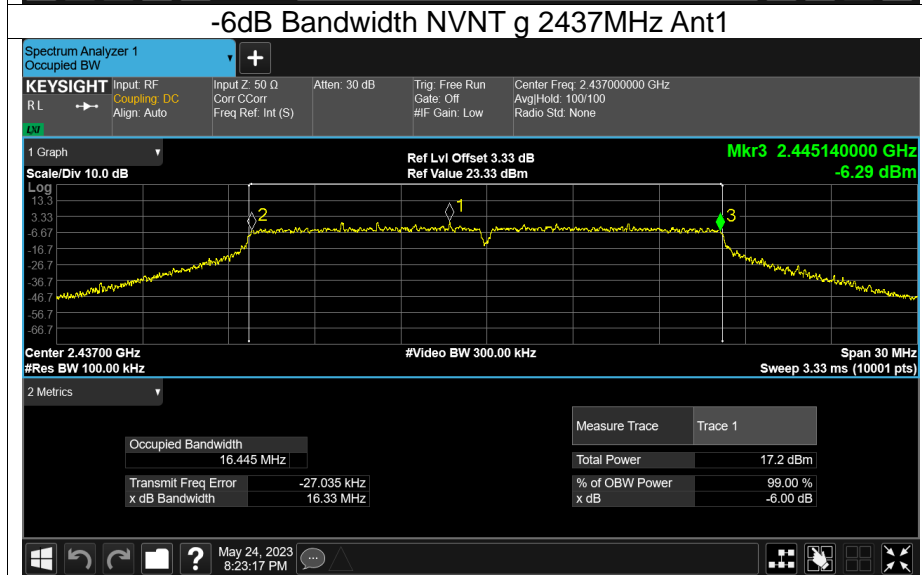 -6dB Bandwidth NVNT g 2437MHz Ant1
Spectrum Analyzer 1
Occupied BW
+
KEYSIGHT
R L
LXI
Input: RF
Coupling: DC
Align: Auto
Input Z: 50 Ω
Corr CCorr
Freq Ref: Int (S)
Atten: 30 dB
Trig: Free Run
Gate: Off
#IF Gain: Low
Center Freq: 2.437000000 GHz
Avg|Hold: 100/100
Radio Std: None
1 Graph
Scale/Div 10.0 dB
Ref Lvl Offset 3.33 dB
Ref Value 23.33 dBm
Mkr3 2.445140000 GHz
-6.29 dBm
Log
13.3
3.33
-6.67
-16.7
-26.7
-36.7
-46.7
-56.7
-66.7
2
1
3
Center 2.43700 GHz
#Res BW 100.00 kHz
#Video BW 300.00 kHz
Span 30 MHz
Sweep 3.33 ms (10001 pts)
2 Metrics
Measure Trace Trace 1
Occupied Bandwidth
16.445 MHz
Total Power 17.2 dBm
Transmit Freq Error -27.035 kHz
% of OBW Power 99.00 %
x dB Bandwidth 16.33 MHz
x dB -6.00 dB
?
May 24, 2023
8:23:17 PM